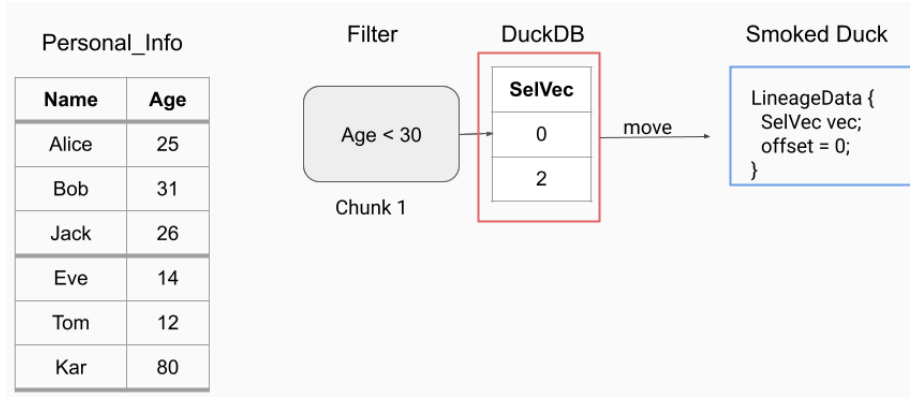 Personal_Info
Name Age
Alice 25
Bob 31
Jack 26
Eve 14
Tom 12
Kar 80
Filter
Age < 30
Chunk 1
DuckDB
SelVec
0
2
move
Smoked Duck
LineageData {
SelVec vec;
offset = 0;
}